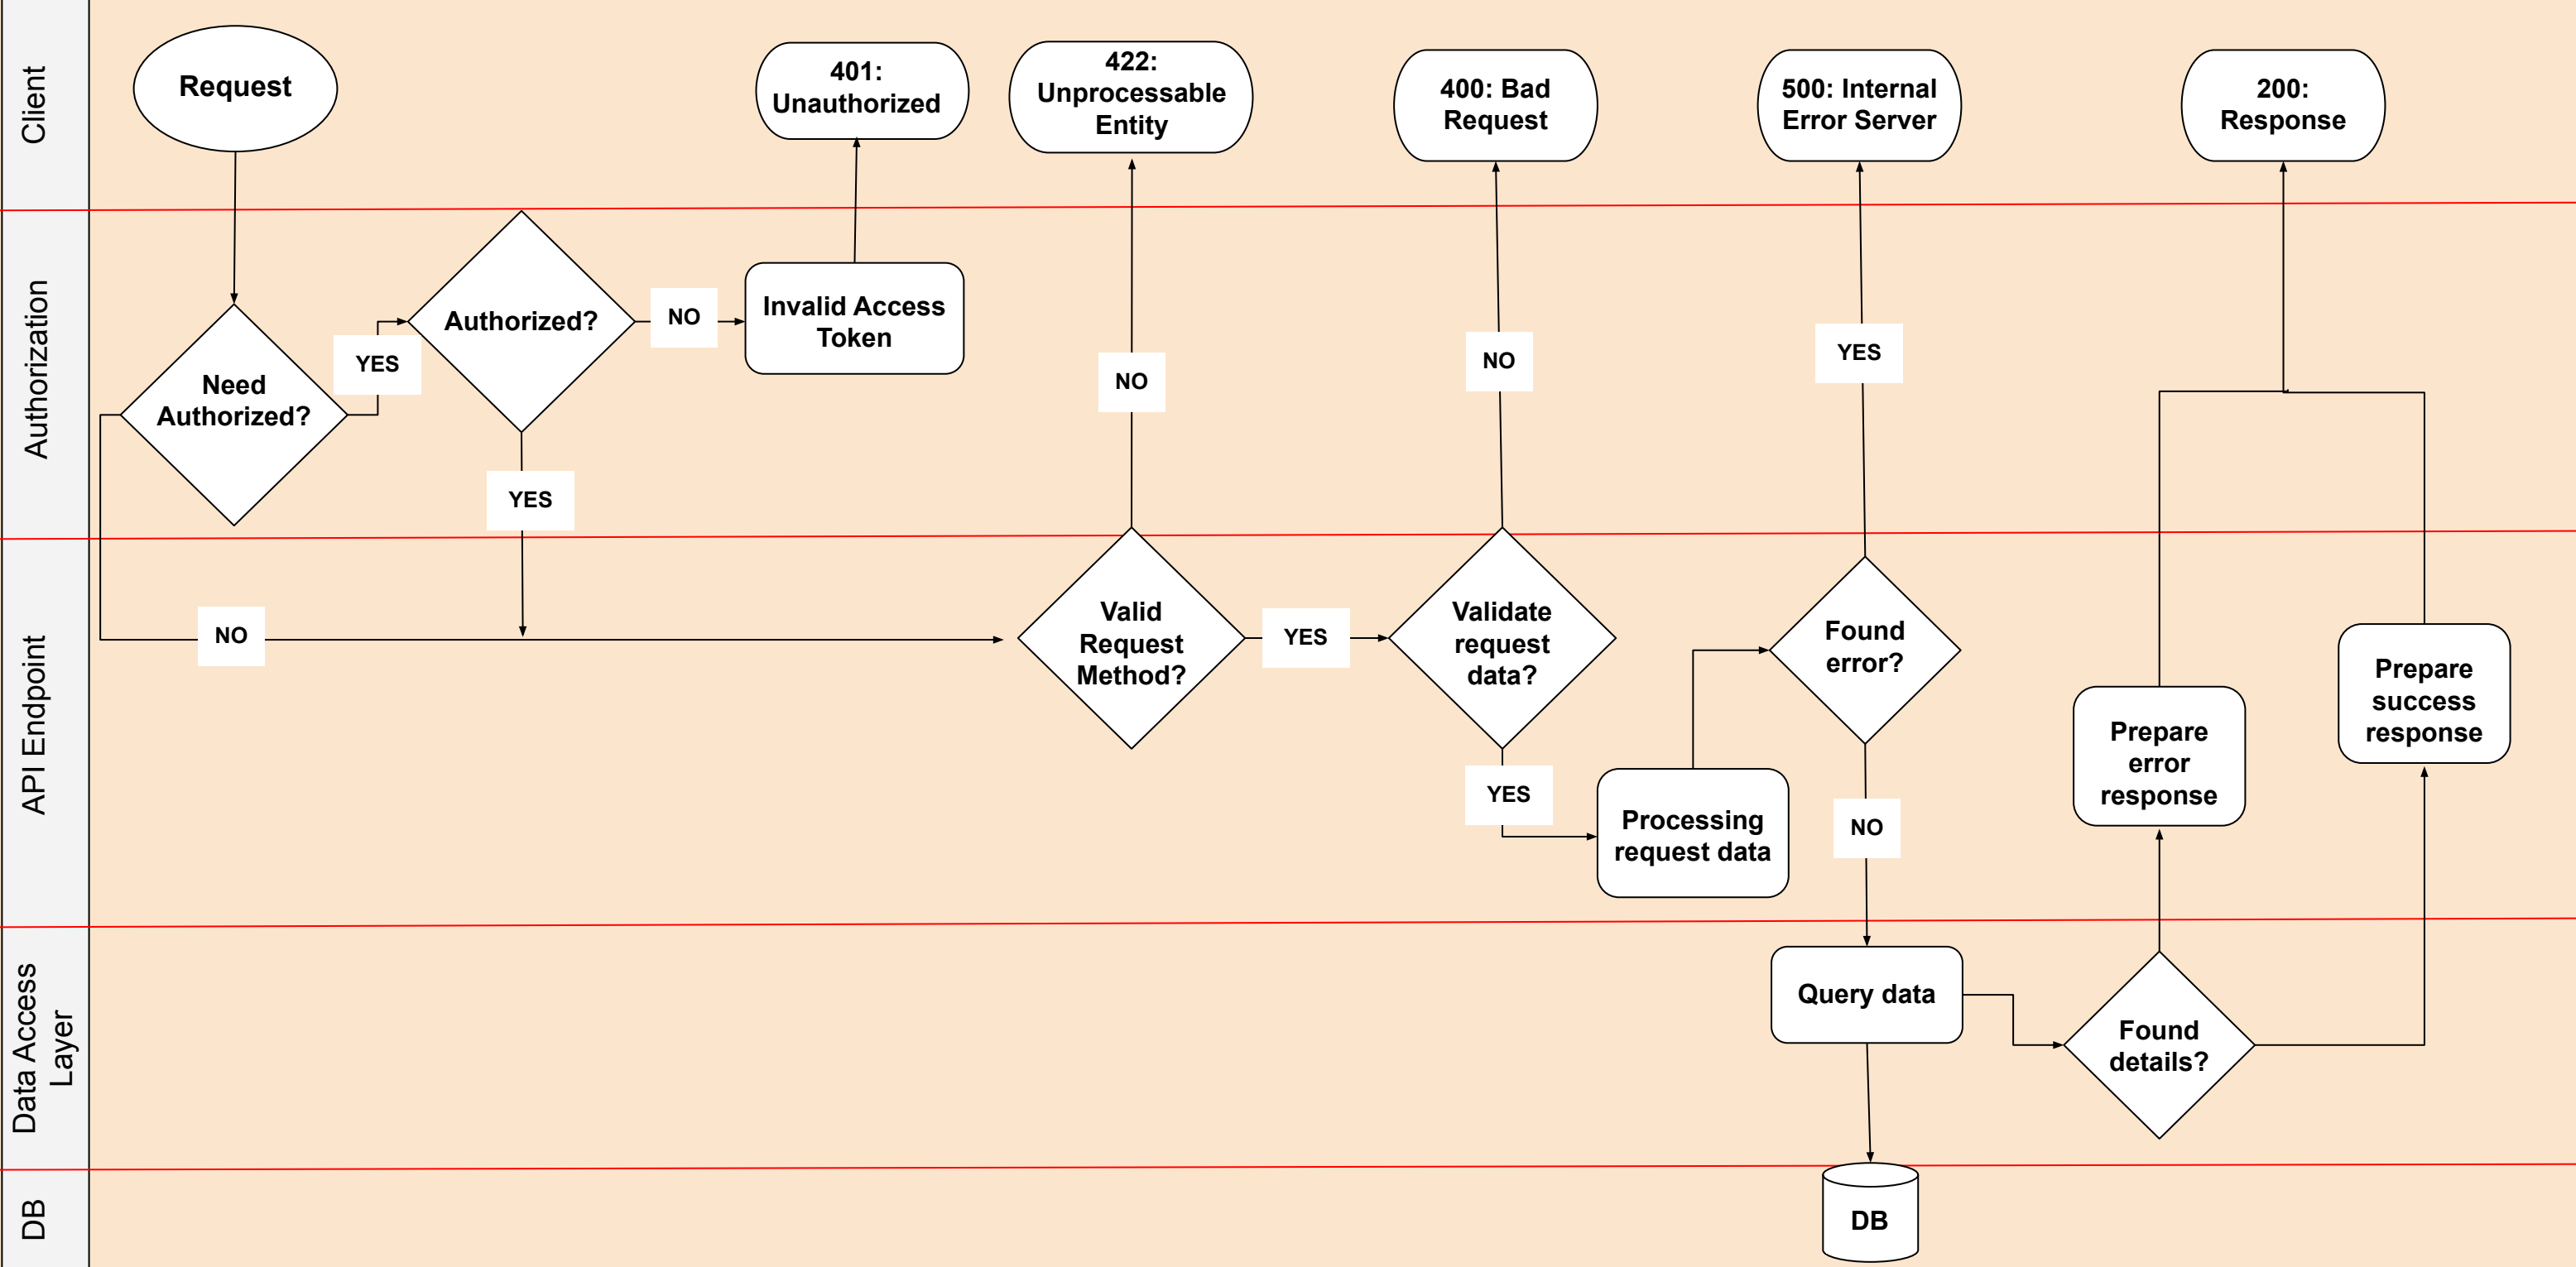 Client
Request
401:
Unauthorized
422:
Unprocessable
Entity
400: Bad
Request
500: Internal
Error Server
200:
Response
Authorization
Need
Authorized?
YES
Authorized?
NO
Invalid Access
Token
YES
NO
NO
YES
API Endpoint
NO
Valid
Request
Method?
YES
Validate
request
data?
YES
Processing
request data
Found
error?
NO
Prepare
error
response
Prepare
success
response
Data Access
Layer
Query data
Found
details?
DB
DB